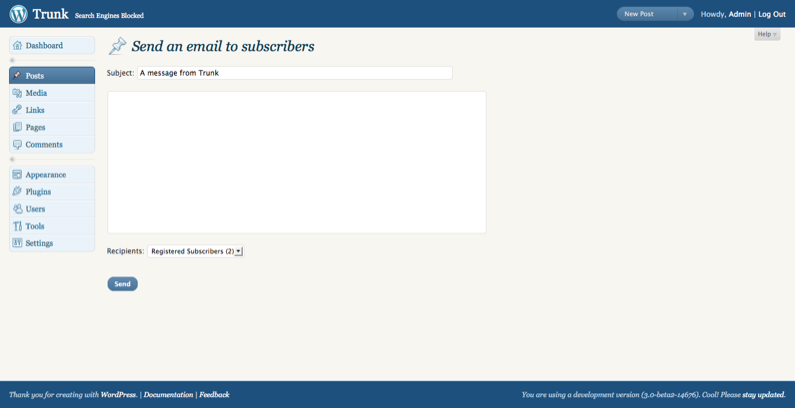 Trunk Search Engines Blocked
New Post
Howdy, Admin | Log Out
Help
Dashboard
Posts
Media
Links
Pages
Comments
Appearance
Plugins
Users
Tools
Settings
Send an email to subscribers
Subject: A message from Trunk
Recipients: Registered Subscribers (2)
Send
Thank you for creating with WordPress. | Documentation | Feedback
You are using a development version (3.0-beta2-14676). Cool! Please stay updated.